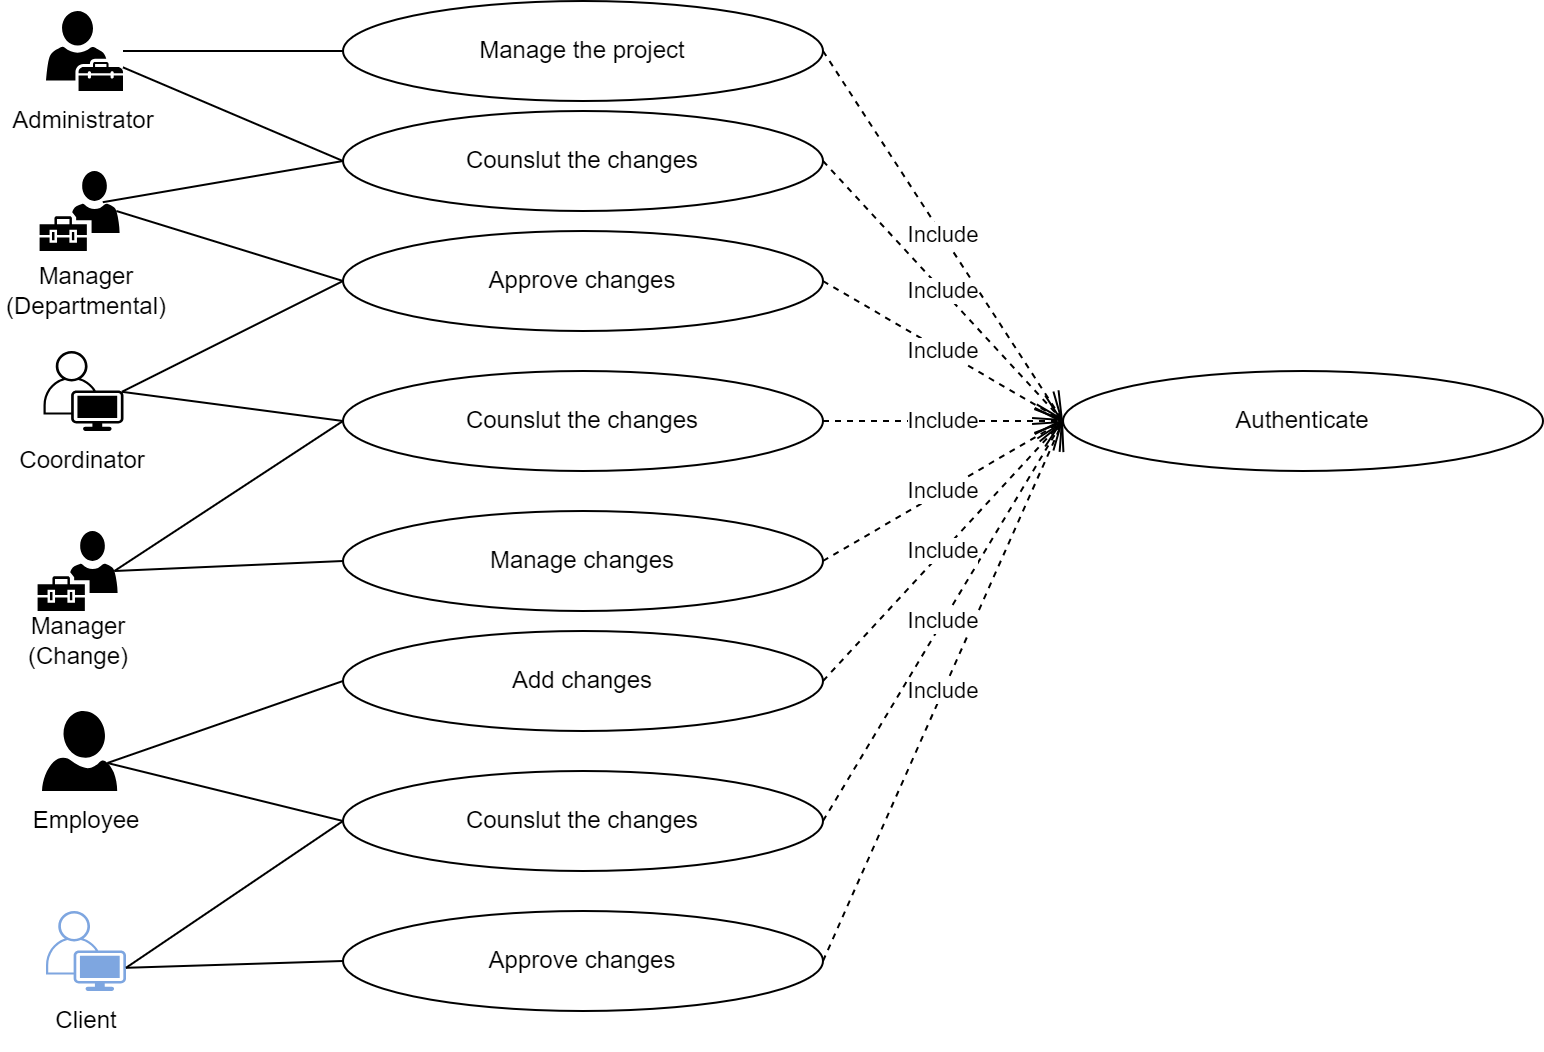 Manage the project
Administrator
Counslut the changes
Include
Manager
(Departmental)
Approve changes
Include
Include
Counslut the changes
Include
Authenticate
Coordinator
Include
Manage changes
Include
Manager
(Change)
Include
Add changes
Include
Employee
Counslut the changes
Approve changes
Client